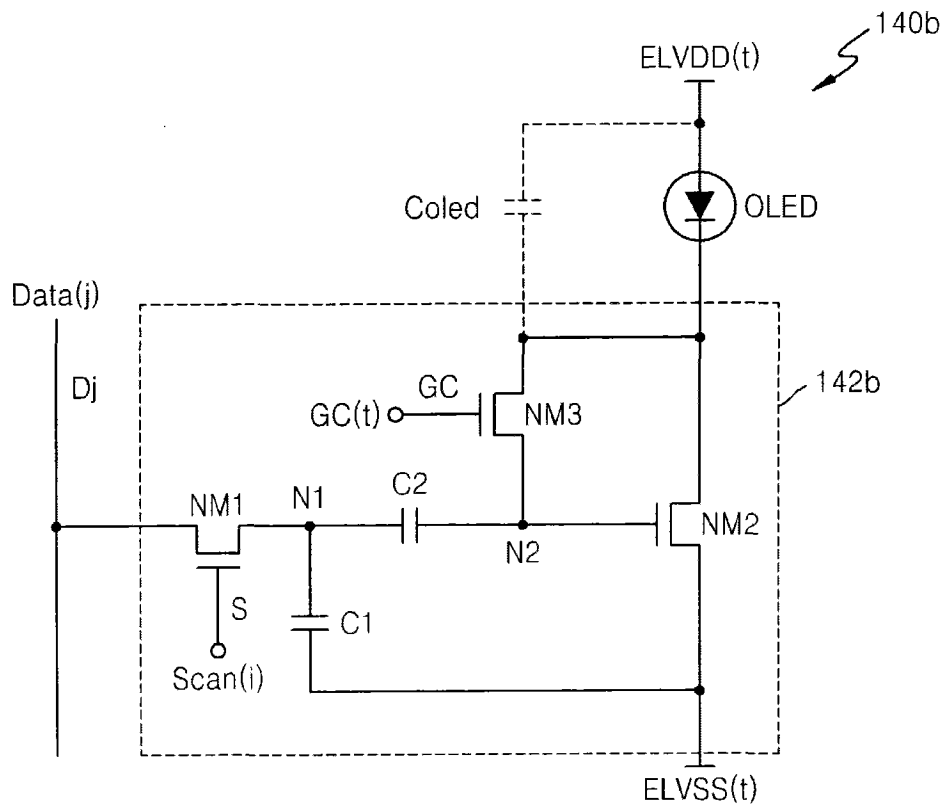 140b
ELVDD(t)
Coled
OLED
Data(j)
Dj
142b
GC
GC(t)
NM3
NM1
N1
C2
N2
NM2
S
C1
Scan(i)
ELVSS(t)